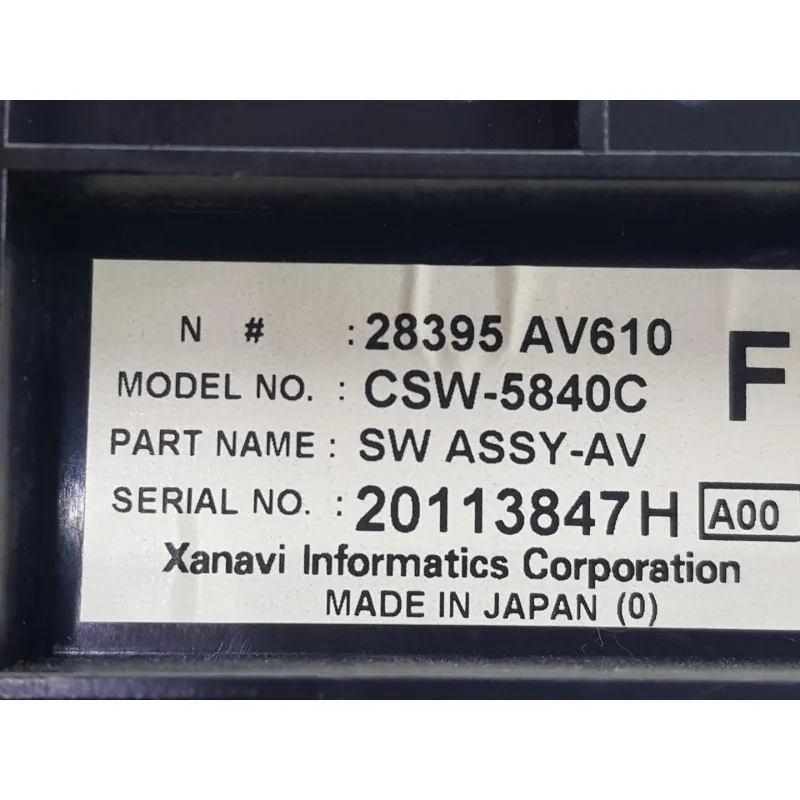 N # : 28395 AV610
F
MODEL NO. : CSW-5840C
PART NAME : SW ASSY-AV
SERIAL NO. : 20113847H A00
Xanavi Informatics Corporation
MADE IN JAPAN (0)